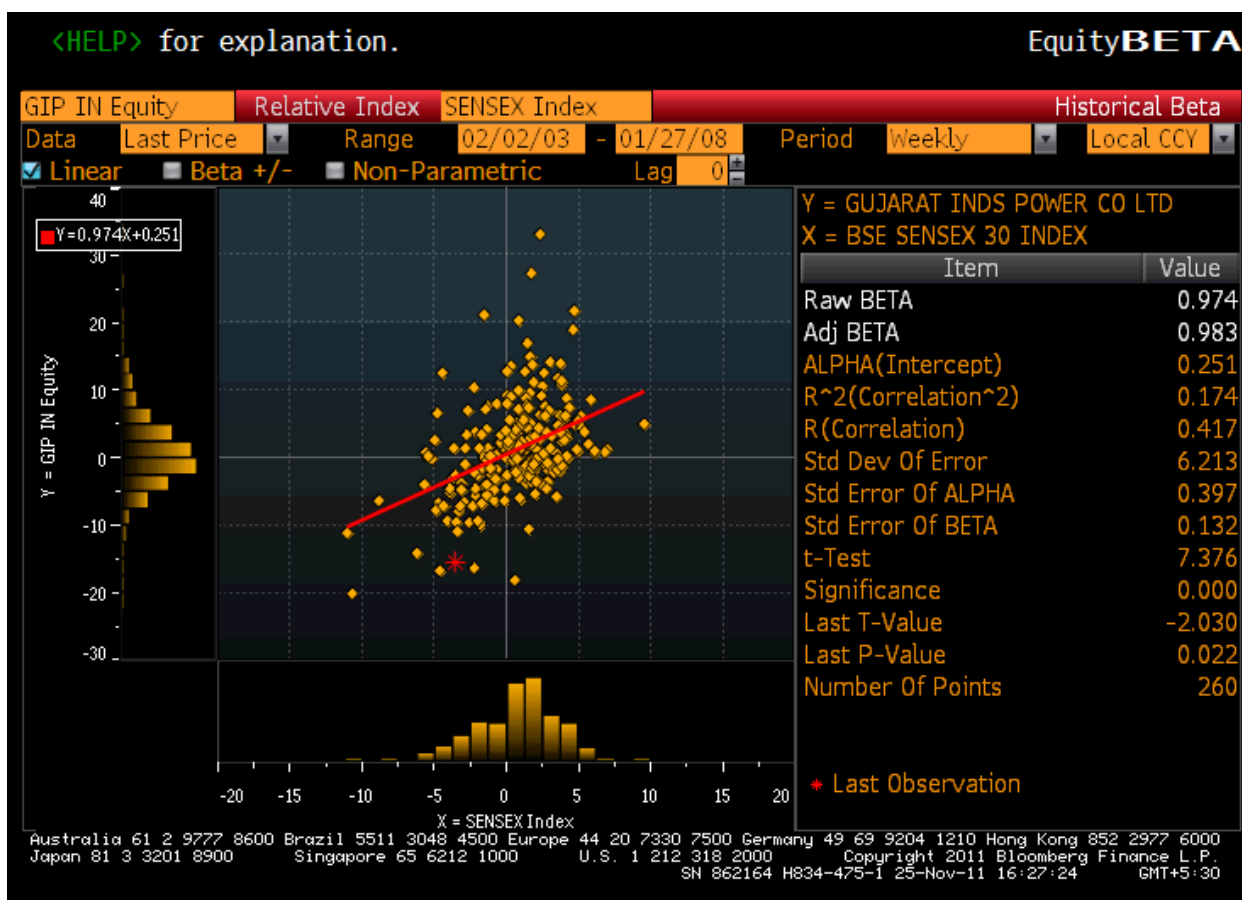 <HELP> for explanation.
EquityBETA
GIP IN Equity Relative Index SENSEX Index Historical Beta
Data Last Price Range 02/02/03 - 01/27/08 Period Weekly Local CCY
Linear Beta +/- Non-Parametric Lag 0
40
Y=0.974X+0.251
30
20
10
0
-10
-20
-30
Y = GIP IN Equity
-20 -15 -10 -5 0 5 10 15 20
X = SENSEX Index
Y = GUJARAT INDS POWER CO LTD
X = BSE SENSEX 30 INDEX
Item Value
Raw BETA 0.974
Adj BETA 0.983
ALPHA(Intercept) 0.251
R^2(Correlation^2) 0.174
R(Correlation) 0.417
Std Dev Of Error 6.213
Std Error Of ALPHA 0.397
Std Error Of BETA 0.132
t-Test 7.376
Significance 0.000
Last T-Value -2.030
Last P-Value 0.022
Number Of Points 260
* Last Observation
Australia 61 2 9777 8600 Brazil 5511 3048 4500 Europe 44 20 7330 7500 Germany 49 69 9204 1210 Hong Kong 852 2977 6000
Japan 81 3 3201 8900 Singapore 65 6212 1000 U.S. 1 212 318 2000 Copyright 2011 Bloomberg Finance L.P.
SN 862164 H834-475-1 25-Nov-11 16:27:24 GMT+5:30